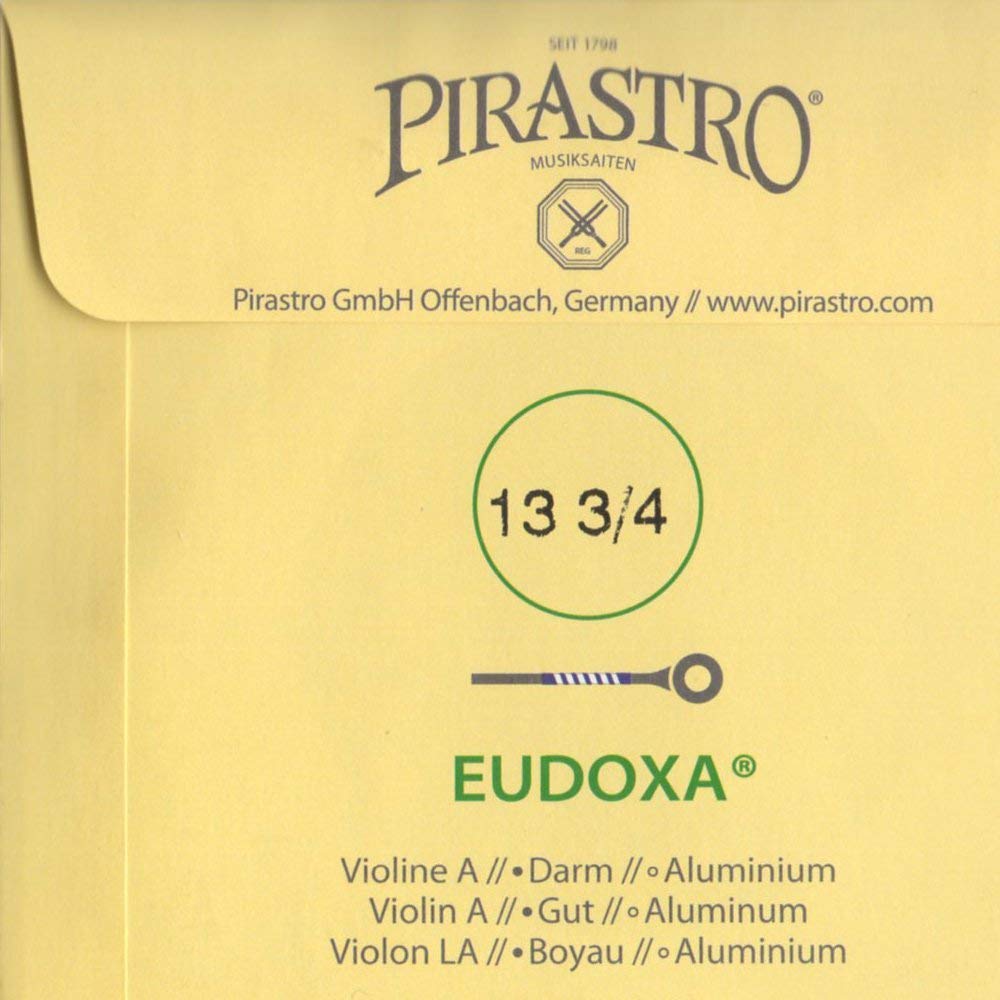 SEIT 1798
PIRASTRO®
MUSIKSAITEN
REG
Pirastro GmbH Offenbach, Germany // www.pirastro.com
13 3/4
EUDOXA®
Violine A //•Darm //∘Aluminium
Violin A //•Gut //∘Aluminum
Violon LA //•Boyau //∘Aluminium